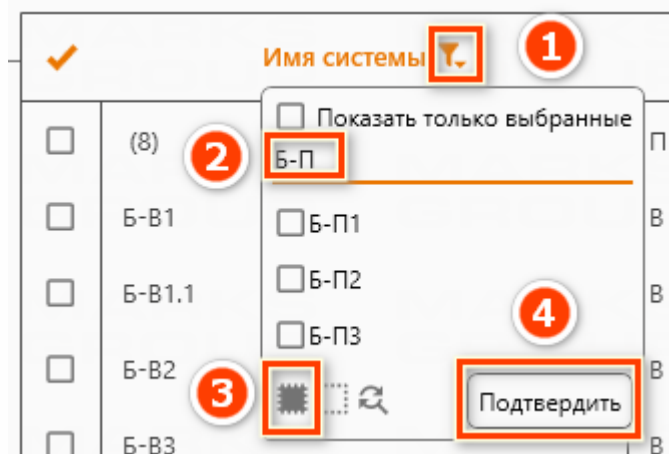 Имя системы
1
Показать только выбранные
(8)
2
Б-П
П
Б-В1
Б-П1
В
Б-В1.1
Б-П2
В
4
Б-П3
Б-В2
3
В
Подтвердить
Б-В3
В